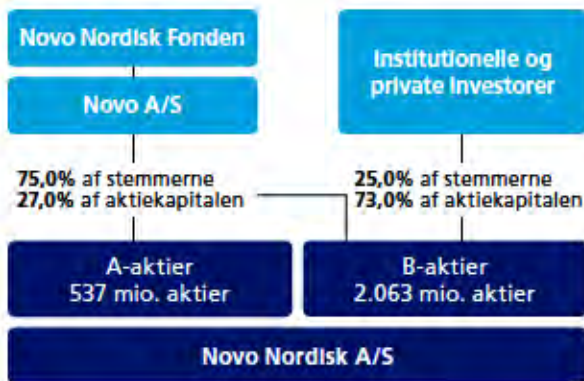 Novo Nordisk Fonden
Novo A/S
Institutionelle og
private investorer
75,0% af stemmerne
27,0% af aktiekapitalen
25,0% af stemmerne
73,0% af aktiekapitalen
A-aktier
537 mio. aktier
B-aktier
2.063 mio. aktier
Novo Nordisk A/S